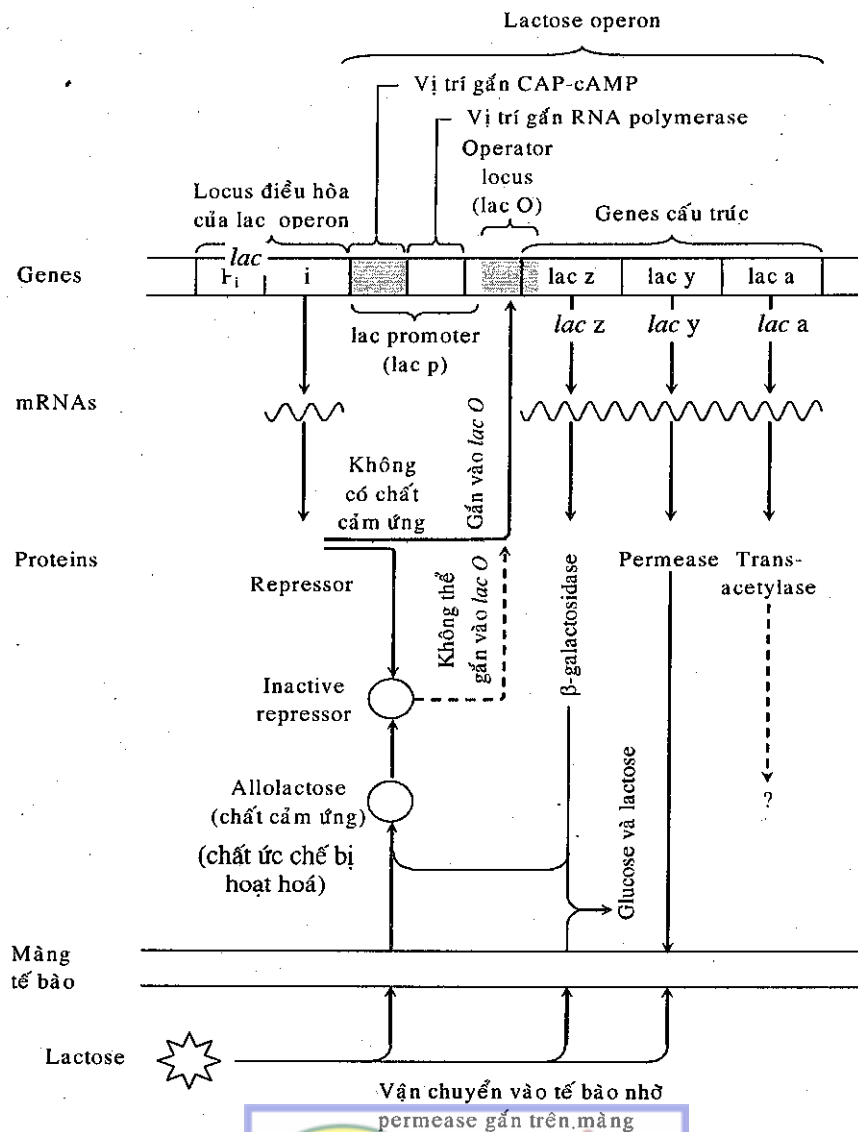 Lactose operon
Vị trí gắn CAP-cAMP
Vị trí gắn RNA polymerase
Operator
locus
(lac O)
Locus điều hòa
của lac operon
Genes cấu trúc
lac
Genes
Pi
i
lac z
lac y
lac a
lac promoter
(lac p)
lac z
lac y
lac a
mRNAs
Không
có chất
cảm ứng
Gắn vào lac O
Proteins
Repressor
Không thể
gắn vào lac O
β-galactosidase
Permease
Trans-
acetylase
Inactive
repressor
Allolactose
(chất cảm ứng)
(chất ức chế bị
hoạt hoá)
?
Glucose và lactose
Màng
tế bào
Lactose
Vận chuyển vào tế bào nhờ
permease gắn trên màng